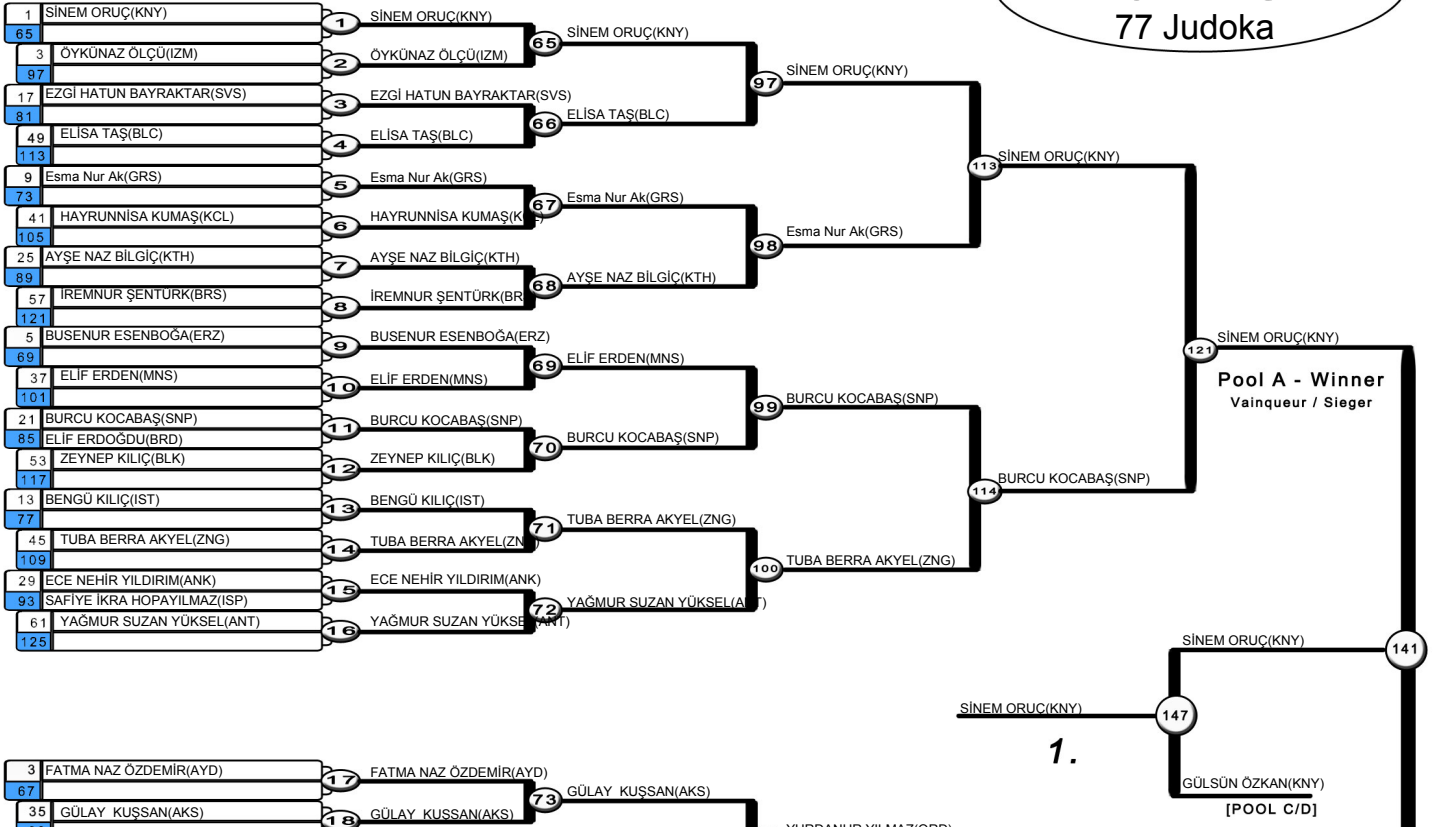 77 Judoka
1 SİNEM ORUÇ(KNY)
65
3 ÖYKÜNAZ ÖLÇÜ(IZM)
97
17 EZGİ HATUN BAYRAKTAR(SVS)
81
49 ELİSA TAŞ(BLC)
113
9 Esma Nur Ak(GRS)
73
41 HAYRUNNİSA KUMAŞ(KCL)
105
25 AYŞE NAZ BİLGİÇ(KTH)
89
57 İREMNUR ŞENTÜRK(BRS)
121
5 BUSENUR ESENBOĞA(ERZ)
69
37 ELİF ERDEN(MNS)
101
21 BURCU KOCABAŞ(SNP)
85 ELİF ERDOĞDU(BRD)
53 ZEYNEP KILIÇ(BLK)
117
13 BENGÜ KILIÇ(IST)
77
45 TUBA BERRA AKYEL(ZNG)
109
29 ECE NEHİR YILDIRIM(ANK)
93 SAFİYE İKRA HOPAYILMAZ(ISP)
61 YAĞMUR SUZAN YÜKSEL(ANT)
125
1 SİNEM ORUÇ(KNY)
2 ÖYKÜNAZ ÖLÇÜ(IZM)
3 EZGİ HATUN BAYRAKTAR(SVS)
4 ELİSA TAŞ(BLC)
5 Esma Nur Ak(GRS)
6 HAYRUNNİSA KUMAŞ(K
7 AYŞE NAZ BİLGİÇ(KTH)
8 İREMNUR ŞENTÜRK(BR
9 BUSENUR ESENBOĞA(ERZ)
10 ELİF ERDEN(MNS)
11 BURCU KOCABAŞ(SNP)
12 ZEYNEP KILIÇ(BLK)
13 BENGÜ KILIÇ(IST)
14 TUBA BERRA AKYEL(ZN
15 ECE NEHİR YILDIRIM(ANK)
16 YAĞMUR SUZAN YÜKSEL(ANT)
65 SİNEM ORUÇ(KNY)
66 ELİSA TAŞ(BLC)
67 Esma Nur Ak(GRS)
68 AYŞE NAZ BİLGİÇ(KTH)
69 ELİF ERDEN(MNS)
70 BURCU KOCABAŞ(SNP)
71 TUBA BERRA AKYEL(ZNG)
72 YAĞMUR SUZAN YÜKSEL(ANT)
97 SİNEM ORUÇ(KNY)
98 Esma Nur Ak(GRS)
99 BURCU KOCABAŞ(SNP)
100 TUBA BERRA AKYEL(ZNG)
113 SİNEM ORUÇ(KNY)
114 BURCU KOCABAŞ(SNP)
121 SİNEM ORUÇ(KNY)
Pool A - Winner
Vainqueur / Sieger
SİNEM ORUÇ(KNY) 141
SİNEM ORUÇ(KNY) 147
1.
GÜLSÜN ÖZKAN(KNY)
[POOL C/D]
3 FATMA NAZ ÖZDEMİR(AYD)
67
35 GÜLAY KUŞSAN(AKS)
17 FATMA NAZ ÖZDEMİR(AYD)
18 GÜLAY KUŞSAN(AKS)
73 GÜLAY KUŞSAN(AKS)